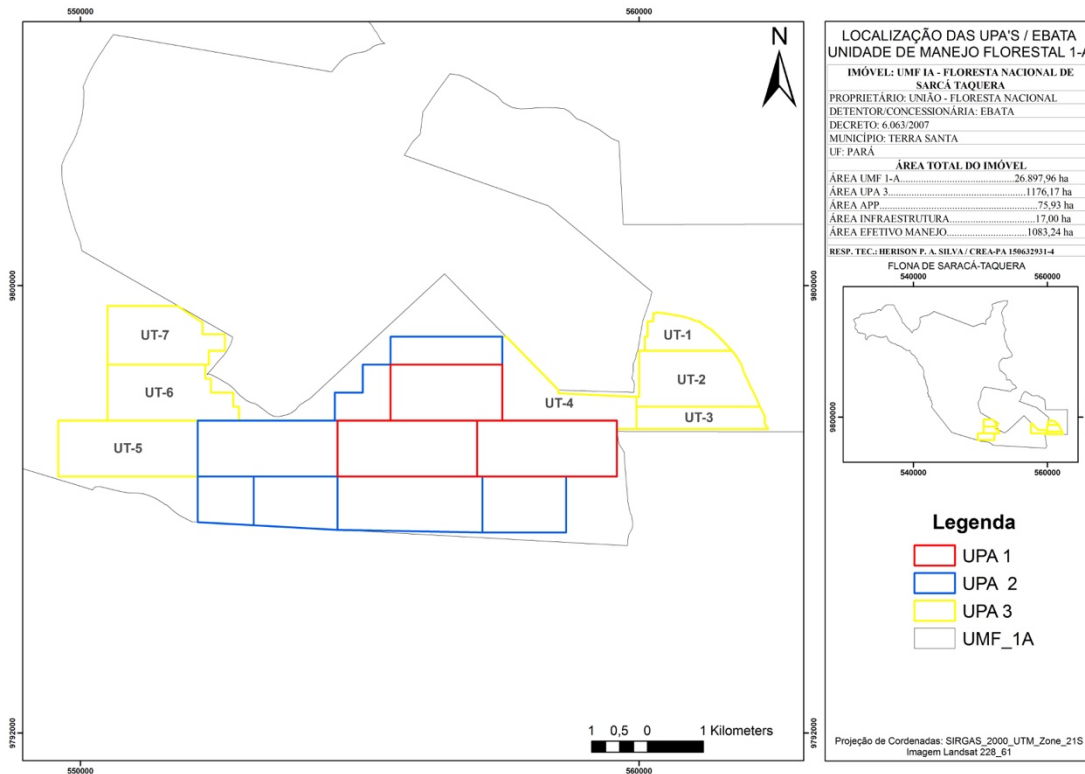 550000
560000
9800000
9800000
9792000
9792000
550000
560000
N
UT-7
UT-6
UT-5
UT-4
UT-1
UT-2
UT-3
1 0,5 0 1 Kilometers
LOCALIZAÇÃO DAS UPA'S / EBATA
UNIDADE DE MANEJO FLORESTAL 1-A
IMÓVEL: UMF IA - FLORESTA NACIONAL DE
SARCÁ TAQUERA
PROPRIETÁRIO: UNIÃO - FLORESTA NACIONAL
DETENTOR/CONCESSIONÁRIA: EBATA
DECRETO: 6.063/2007
MUNICÍPIO: TERRA SANTA
UF: PARÁ
ÁREA TOTAL DO IMÓVEL
ÁREA UMF 1-A..........................................26.897,96 ha
ÁREA UPA 3................................................1176,17 ha
ÁREA APP......................................................75,93 ha
ÁREA INFRAESTRUTURA........................17,00 ha
ÁREA EFETIVO MANEJO.........................1083,24 ha
RESP. TEC.: HERISON P. A. SILVA / CREA-PA 150632931-4
FLONA DE SARACÁ-TAQUERA
540000
560000
9800000
9800000
540000
560000
Legenda
UPA 1
UPA 2
UPA 3
UMF_1A
Projeção de Cordenadas: SIRGAS_2000_UTM_Zone_21S
Imagem Landsat 228_61